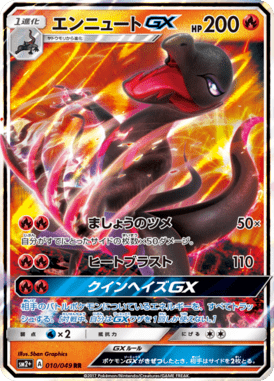 1進化 エンニュートGX HP200
ヤトウモリから進化
ましょうのツメ 50×
自分がすでにとったサイドの枚数×50ダメージ。
ヒートブラスト 110
クインヘイズGX
相手のバトルポケモンについているエネルギーを、すべてトラッシュする。
弱点 ×2 抵抗力 にげる
Illus. 5ban Graphics
GXルール
SM2+ A 010/049 RR
ポケモンGXがきぜつしたとき、相手はサイドを2枚とる。
©2017 Pokémon/Nintendo/Creatures/GAME FREAK